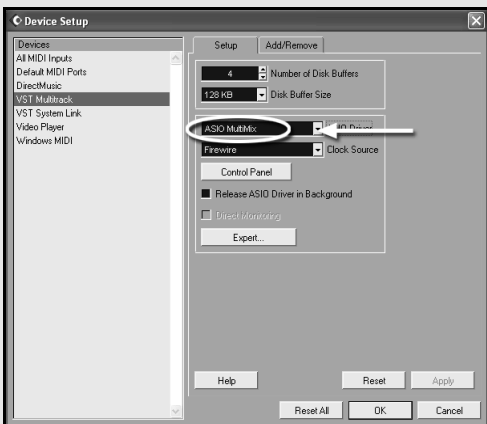 Device Setup
Devices
All MIDI Inputs
Default MIDI Ports
DirectMusic
VST Multitrack
VST System Link
Video Player
Windows MIDI
Setup
Add/Remove
4 Number of Disk Buffers
128 KB Disk Buffer Size
ASIO MultiMix Driver
Firewire Clock Source
Control Panel
Release ASIO Driver in Background
Direct Monitoring
Expert...
Help
Reset
Apply
Reset All
OK
Cancel